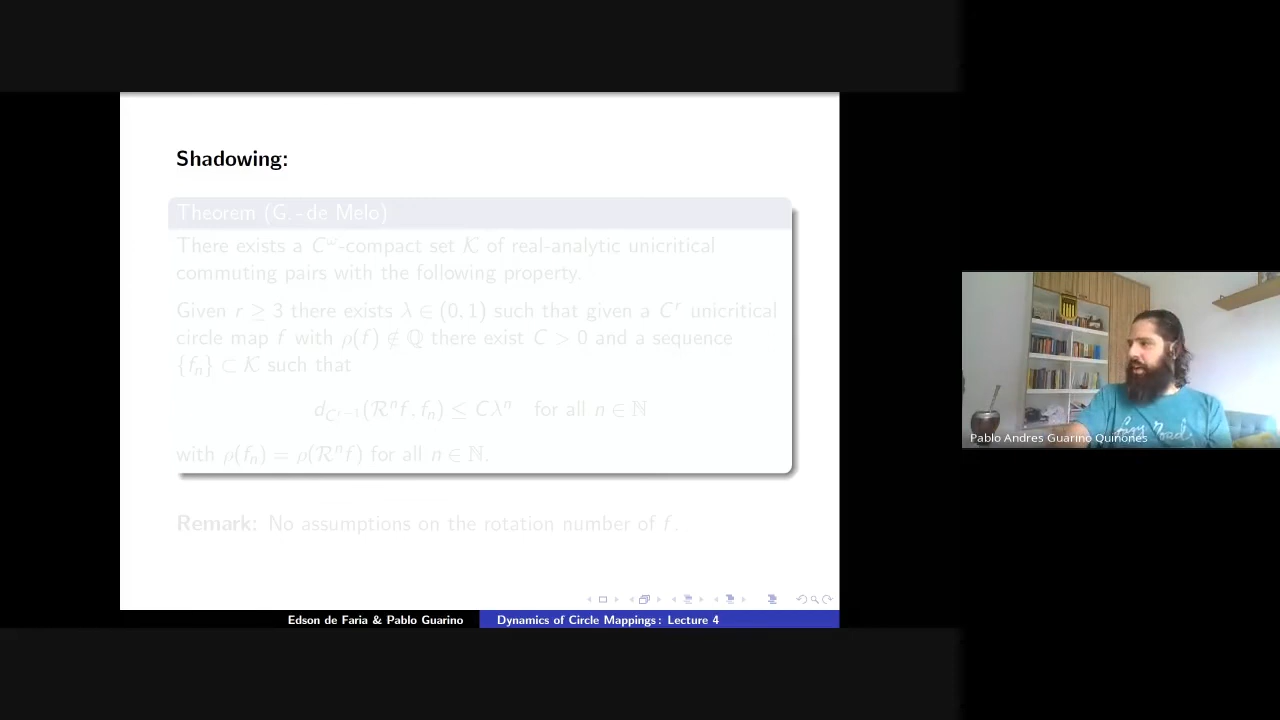 Shadowing:
Theorem (G. - de Melo)
There exists a C^ω-compact set 𝒦 of real-analytic unicritical
commuting pairs with the following property.
Given r ≥ 3 there exists λ ∈ (0, 1) such that given a C^r unicritical
circle map f with ρ(f) ∉ ℚ there exist C > 0 and a sequence
{f_n} ⊂ 𝒦 such that
d_{C^{r-1}}(ℛ^n f, f_n) ≤ Cλ^n for all n ∈ ℕ
with ρ(f_n) = ρ(ℛ^n f) for all n ∈ ℕ.
Remark: No assumptions on the rotation number of f.
Edson de Faria & Pablo Guarino
Dynamics of Circle Mappings: Lecture 4
Pablo Andres Guarino Quinones